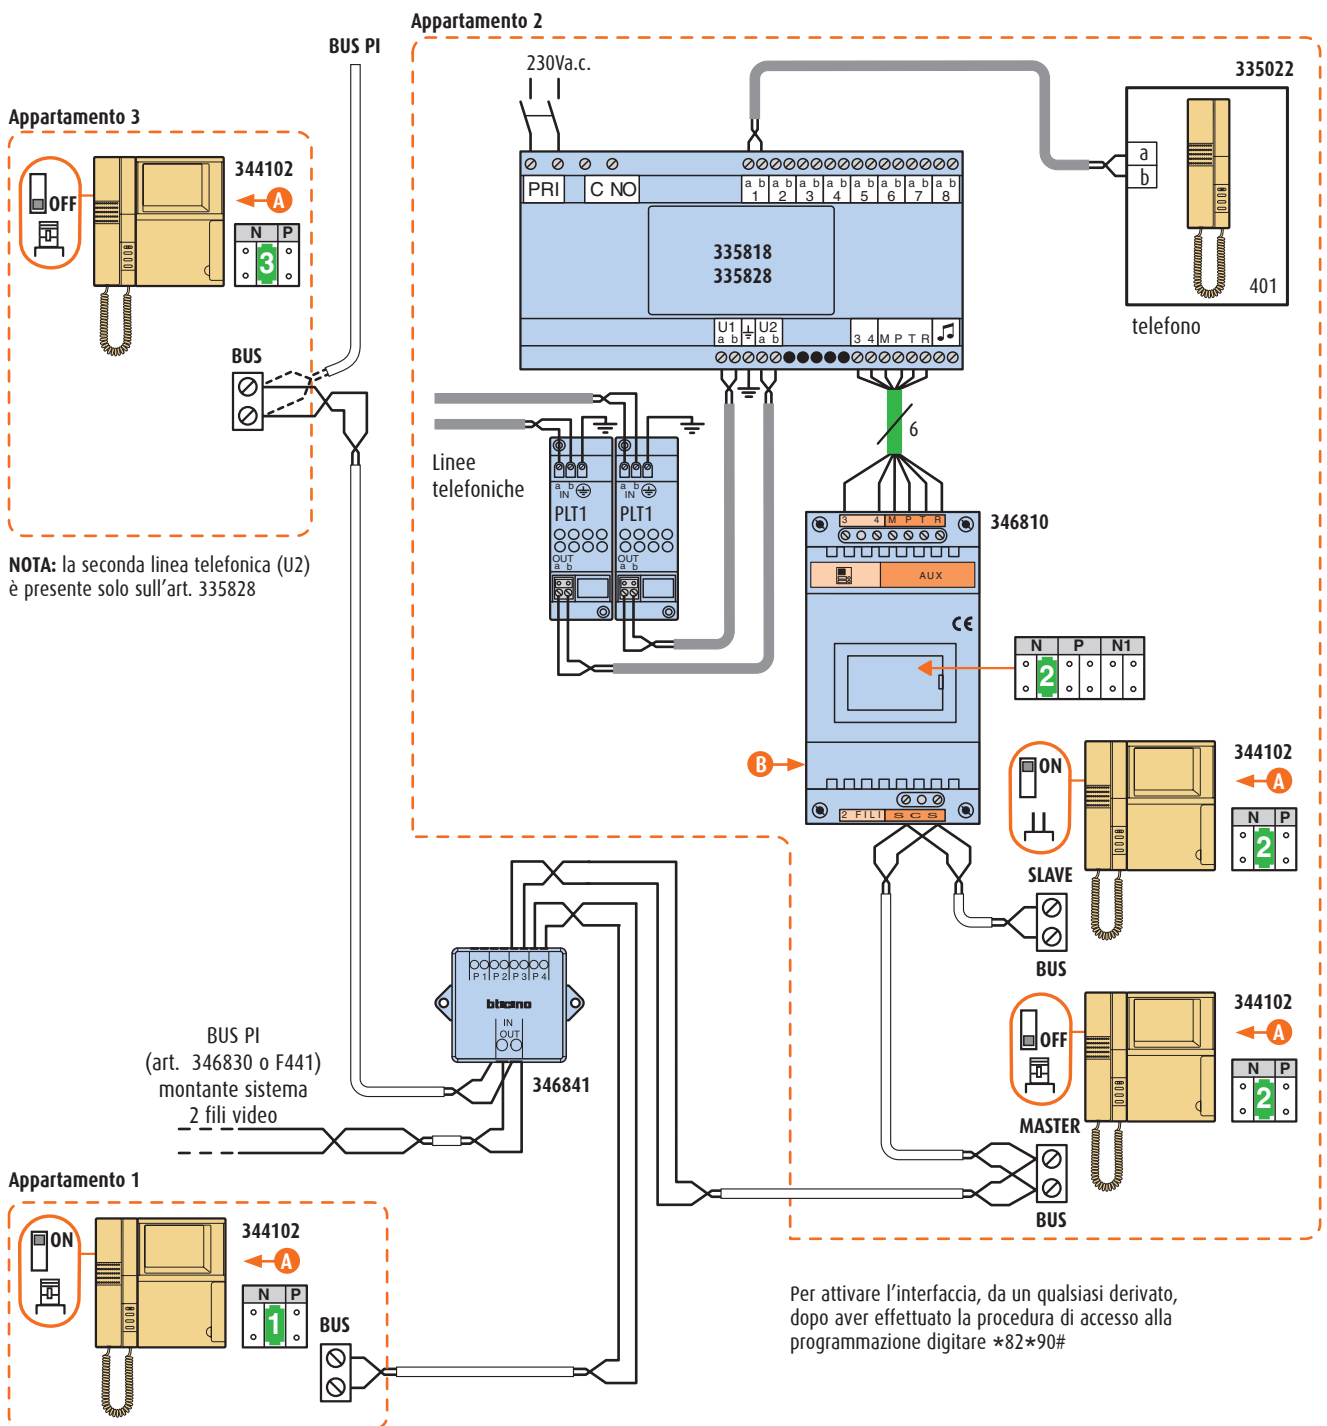 Appartamento 2
BUS PI
230Va.c.
335022
Appartamento 3
344102
OFF
A
N P
3
BUS
PRI
C NO
a b a b a b a b a b a b a b a b
1 2 3 4 5 6 7 8
335818
335828
U1
U2
a b
a b
3 4 M P T R
a
b
401
telefono
6
Linee
telefoniche
a b
IN
PLT1
OUT
a b
a b
IN
PLT1
OUT
a b
NOTA: la seconda linea telefonica (U2)
è presente solo sull’art. 335828
346810
3 4 M P T R
AUX
CE
N P N1
2
B
2 FILI S C S
ON
344102
A
N P
2
SLAVE
BUS
OFF
344102
A
N P
2
MASTER
BUS
P1 P2 P3 P4
bticino
IN
OUT
346841
BUS PI
(art. 346830 o F441)
montante sistema
2 fili video
Appartamento 1
ON
344102
A
N P
1
BUS
Per attivare l’interfaccia, da un qualsiasi derivato,
dopo aver effettuato la procedura di accesso alla
programmazione digitare *82*90#